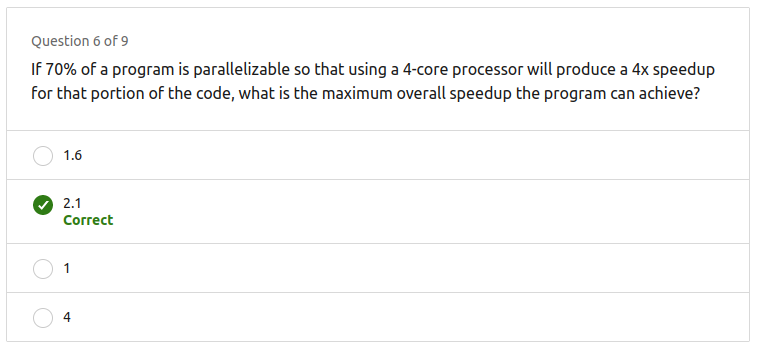 Question 6 of 9
If 70% of a program is parallelizable so that using a 4-core processor will produce a 4x speedup
for that portion of the code, what is the maximum overall speedup the program can achieve?
1.6
2.1
Correct
1
4